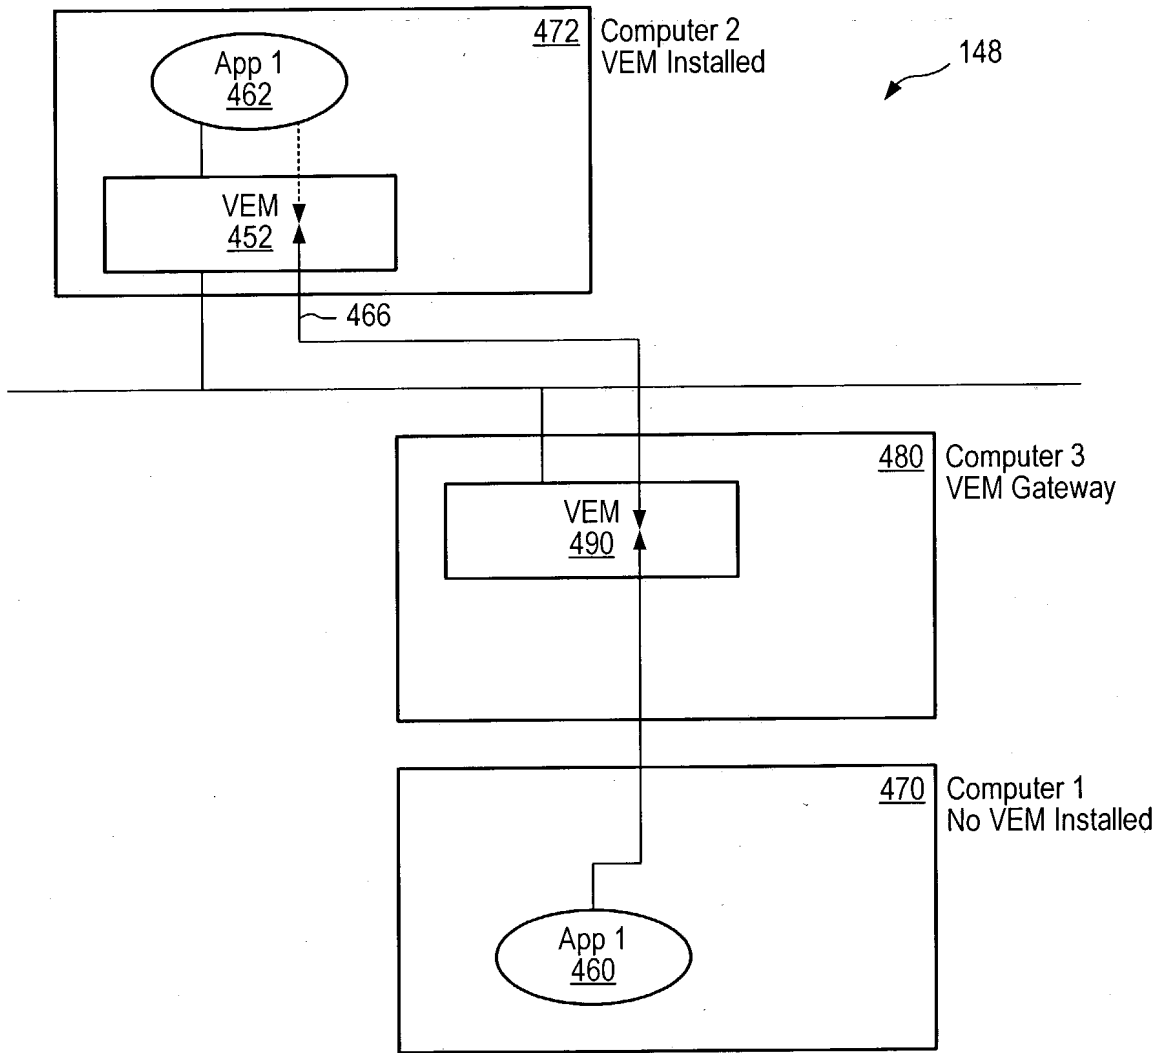 472 Computer 2
VEM Installed
148
App 1
462
VEM
452
466
480 Computer 3
VEM Gateway
VEM
490
470 Computer 1
No VEM Installed
App 1
460